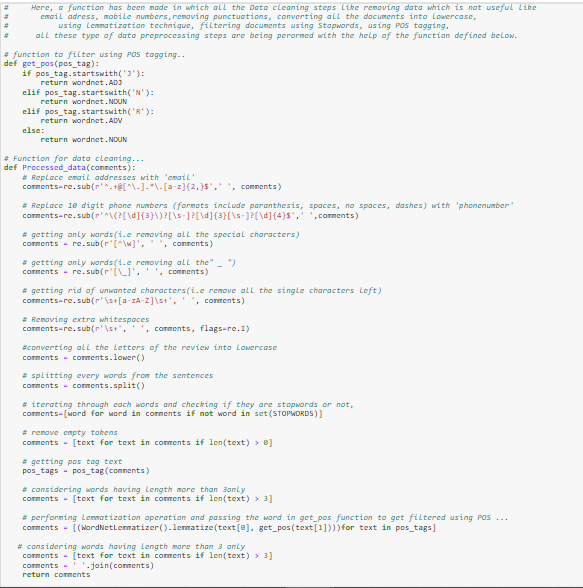 #     Here, a function has been made in which all the Data cleaning steps like removing data which is not useful like
#       email adress, mobile numbers,removing punctuations, converting all the documents into lowercase,
#           using lemmatization technique, filtering documents using Stopwords, using POS tagging,
#      all these type of data preprocessing steps are being perormed with the help of the function defined below.

# function to filter using POS tagging..
def get_pos(pos_tag):
    if pos_tag.startswith('J'):
        return wordnet.ADJ
    elif pos_tag.startswith('N'):
        return wordnet.NOUN
    elif pos_tag.startswith('R'):
        return wordnet.ADV
    else:
        return wordnet.NOUN

# Function for data cleaning...
def Processed_data(comments):
    # Replace email addresses with 'email'
    comments=re.sub(r'^.+@[^\.].*\.[a-z]{2,}$',' ', comments)

    # Replace 10 digit phone numbers (formats include paranthesis, spaces, no spaces, dashes) with 'phonenumber'
    comments=re.sub(r'^\(?[\d]{3}\)?[\s-]?[\d]{3}[\s-]?[\d]{4}$',' ',comments)

    # getting only words(i.e removing all the special characters)
    comments = re.sub(r'[^\w]', ' ', comments)

    # getting only words(i.e removing all the" _ ")
    comments = re.sub(r'[\_]', ' ', comments)

    # getting rid of unwanted characters(i.e remove all the single characters left)
    comments=re.sub(r'\s+[a-zA-Z]\s+', ' ', comments)

    # Removing extra whitespaces
    comments=re.sub(r'\s+', ' ', comments, flags=re.I)

    #converting all the letters of the review into lowercase
    comments = comments.lower()

    # splitting every words from the sentences
    comments = comments.split()

    # iterating through each words and checking if they are stopwords or not,
    comments=[word for word in comments if not word in set(STOPWORDS)]

    # remove empty tokens
    comments = [text for text in comments if len(text) > 0]

    # getting pos tag text
    pos_tags = pos_tag(comments)

    # considering words having length more than 3only
    comments = [text for text in comments if len(text) > 3]

    # performing lemmatization operation and passing the word in get_pos function to get filtered using POS ...
    comments = [(WordNetLemmatizer().lemmatize(text[0], get_pos(text[1])))for text in pos_tags]

   # considering words having length more than 3 only
    comments = [text for text in comments if len(text) > 3]
    comments = ' '.join(comments)
    return comments